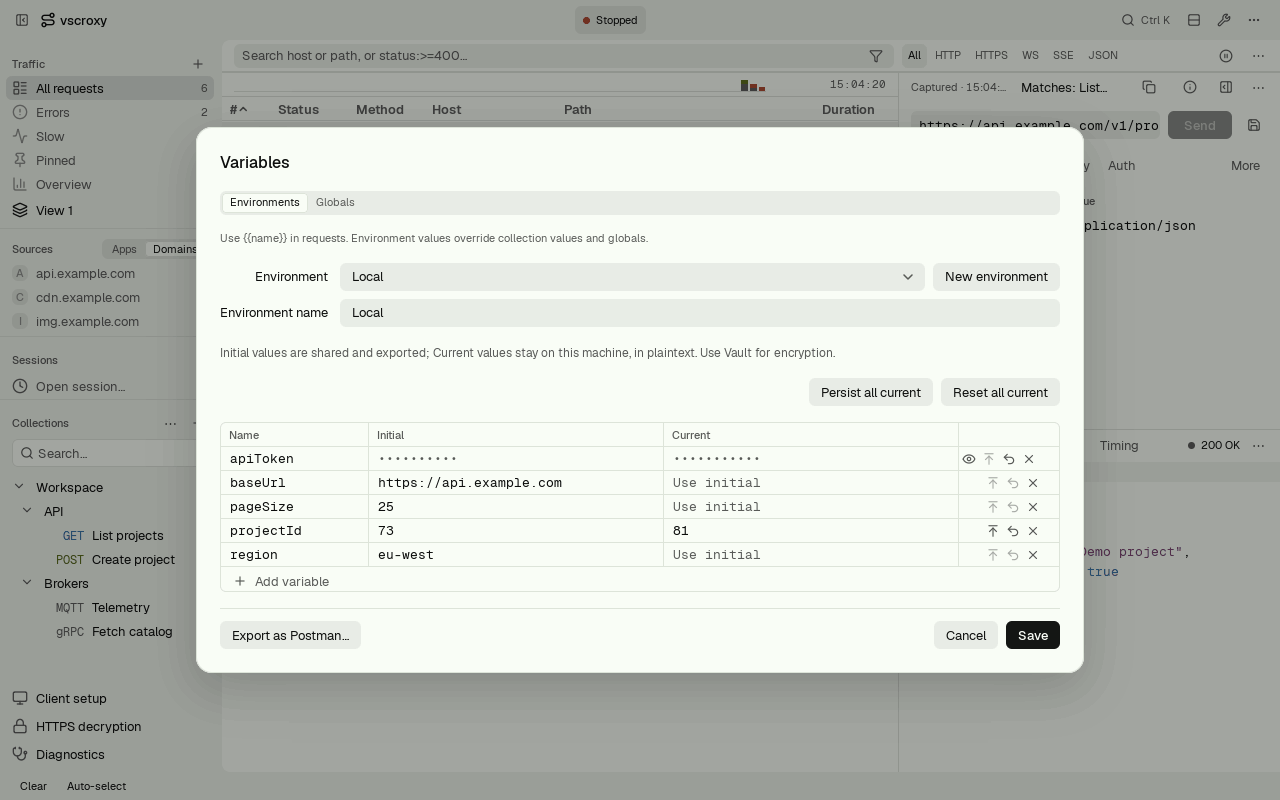 vscroxy
Stopped
Ctrl K
Traffic
All requests 6
Errors 2
Slow
Pinned
Overview
View 1
Sources Apps Domains
A api.example.com
C cdn.example.com
I img.example.com
Sessions
Open session...
Collections
Search...
Workspace
API
GET List projects
POST Create project
Brokers
MQTT Telemetry
gRPC Fetch catalog
Client setup
HTTPS decryption
Diagnostics
Clear Auto-select
Search host or path, or status:>=400...
All HTTP HTTPS WS SSE JSON
15:04:20
# Status Method Host Path Duration
Captured · 15:04:... Matches: List...
https://api.example.com/v1/pro Send
y Auth More
ue
plication/json
Timing 200 OK
Demo project",
true
Variables
Environments Globals
Use {{name}} in requests. Environment values override collection values and globals.
Environment Local New environment
Environment name Local
Initial values are shared and exported; Current values stay on this machine, in plaintext. Use Vault for encryption.
Persist all current Reset all current
Name Initial Current
apiToken •••••••••• •••••••••••
baseUrl https://api.example.com Use initial
pageSize 25 Use initial
projectId 73 81
region eu-west Use initial
Add variable
Export as Postman... Cancel Save